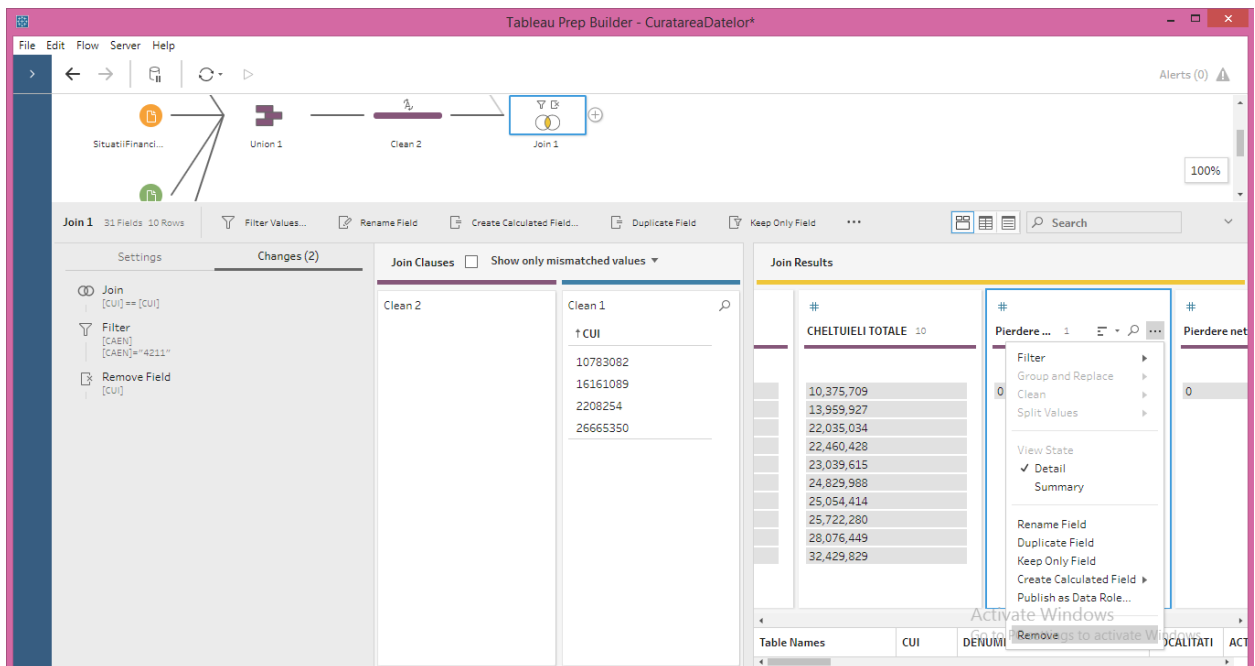 Tableau Prep Builder - CuratareaDatelor*
File Edit Flow Server Help
Alerts (0)
SituatiiFinanci...
Union 1
Clean 2
Join 1
100%
Join 1 31 Fields 10 Rows
Filter Values...
Rename Field
Create Calculated Field...
Duplicate Field
Keep Only Field
Search
Settings
Changes (2)
Join
[CUI] == [CUI]
Filter
[CAEN]
[CAEN]="4211"
Remove Field
[CUI]
Join Clauses
Show only mismatched values
Clean 2
Clean 1
CUI
10783082
16161089
2208254
26665350
Join Results
#
CHELTUIELI TOTALE 10
10,375,709
13,959,927
22,035,034
22,460,428
23,039,615
24,829,988
25,054,414
25,722,280
28,076,449
32,429,829
#
Pierdere ... 1
0
#
Pierdere net
0
Filter
Group and Replace
Clean
Split Values
View State
Detail
Summary
Rename Field
Duplicate Field
Keep Only Field
Create Calculated Field
Publish as Data Role...
Remove
Activate Windows
Go to P ttings to activate Windows.
Table Names
CUI
DENUMI
OCALITATI
ACT